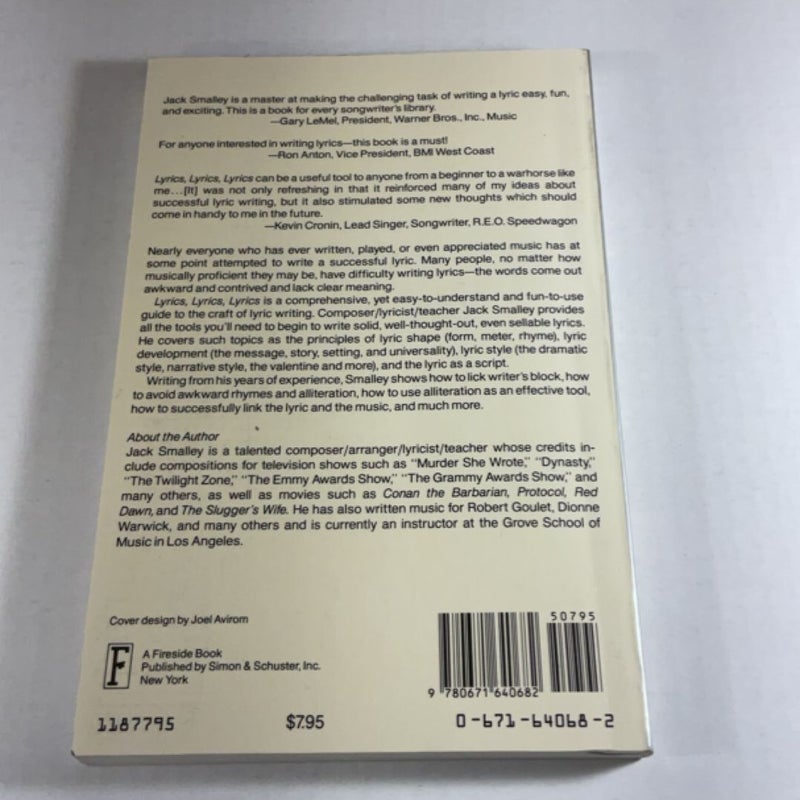 Jack Smalley is a master at making the challenging task of writing a lyric easy, fun,
and exciting. This is a book for every songwriter's library.
—Gary LeMel, President, Warner Bros., Inc., Music
For anyone interested in writing lyrics—this book is a must!
—Ron Anton, Vice President, BMI West Coast
Lyrics, Lyrics, Lyrics can be a useful tool to anyone from a beginner to a warhorse like
me...[It] was not only refreshing in that it reinforced many of my ideas about
successful lyric writing, but it also stimulated some new thoughts which should
come in handy to me in the future.
—Kevin Cronin, Lead Singer, Songwriter, R.E.O. Speedwagon
Nearly everyone who has ever written, played, or even appreciated music has at
some point attempted to write a successful lyric. Many people, no matter how
musically proficient they may be, have difficulty writing lyrics—the words come out
awkward and contrived and lack clear meaning.
Lyrics, Lyrics, Lyrics is a comprehensive, yet easy-to-understand and fun-to-use
guide to the craft of lyric writing. Composer/lyricist/teacher Jack Smalley provides
all the tools you'll need to begin to write solid, well-thought-out, even sellable lyrics.
He covers such topics as the principles of lyric shape (form, meter, rhyme), lyric
development (the message, story, setting, and universality), lyric style (the dramatic
style, narrative style, the valentine and more), and the lyric as a script.
Writing from his years of experience, Smalley shows how to lick writer's block, how
to avoid awkward rhymes and alliteration, how to use alliteration as an effective tool,
how to successfully link the lyric and the music, and much more.
About the Author
Jack Smalley is a talented composer/arranger/lyricist/teacher whose credits in-
clude compositions for television shows such as "Murder She Wrote," "Dynasty,"
"The Twilight Zone," "The Emmy Awards Show," "The Grammy Awards Show," and
many others, as well as movies such as Conan the Barbarian, Protocol, Red
Dawn, and The Slugger's Wife. He has also written music for Robert Goulet, Dionne
Warwick, and many others and is currently an instructor at the Grove School of
Music in Los Angeles.
Cover design by Joel Avirom
F
A Fireside Book
Published by Simon & Schuster, Inc.
New York
50795
9 780671 640682
1187795
$7.95
0-671-64068-2